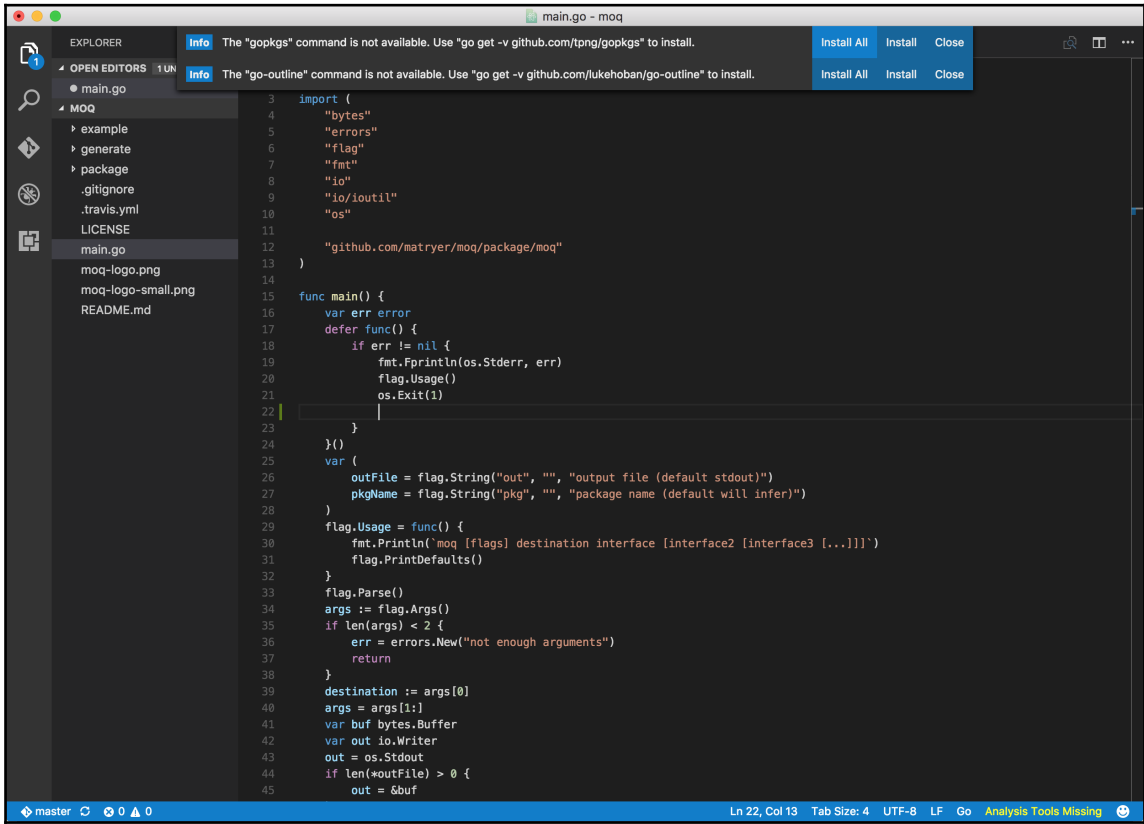 main.go - moq
EXPLORER
Info The "gopkgs" command is not available. Use "go get -v github.com/tpng/gopkgs" to install. Install All Install Close
1
OPEN EDITORS 1 UN
Info The "go-outline" command is not available. Use "go get -v github.com/lukehoban/go-outline" to install. Install All Install Close
main.go
MOQ
example
generate
package
.gitignore
.travis.yml
LICENSE
main.go
moq-logo.png
moq-logo-small.png
README.md
3 import (
4 "bytes"
5 "errors"
6 "flag"
7 "fmt"
8 "io"
9 "io/ioutil"
10 "os"
11
12 "github.com/matryer/moq/package/moq"
13 )
14
15 func main() {
16 var err error
17 defer func() {
18 if err != nil {
19 fmt.Fprintln(os.Stderr, err)
20 flag.Usage()
21 os.Exit(1)
22
23 }
24 }()
25 var (
26 outFile = flag.String("out", "", "output file (default stdout)")
27 pkgName = flag.String("pkg", "", "package name (default will infer)")
28 )
29 flag.Usage = func() {
30 fmt.Println(`moq [flags] destination interface [interface2 [interface3 [...]]]`)
31 flag.PrintDefaults()
32 }
33 flag.Parse()
34 args := flag.Args()
35 if len(args) < 2 {
36 err = errors.New("not enough arguments")
37 return
38 }
39 destination := args[0]
40 args = args[1:]
41 var buf bytes.Buffer
42 var out io.Writer
43 out = os.Stdout
44 if len(*outFile) > 0 {
45 out = &buf
master 0 0 Ln 22, Col 13 Tab Size: 4 UTF-8 LF Go Analysis Tools Missing